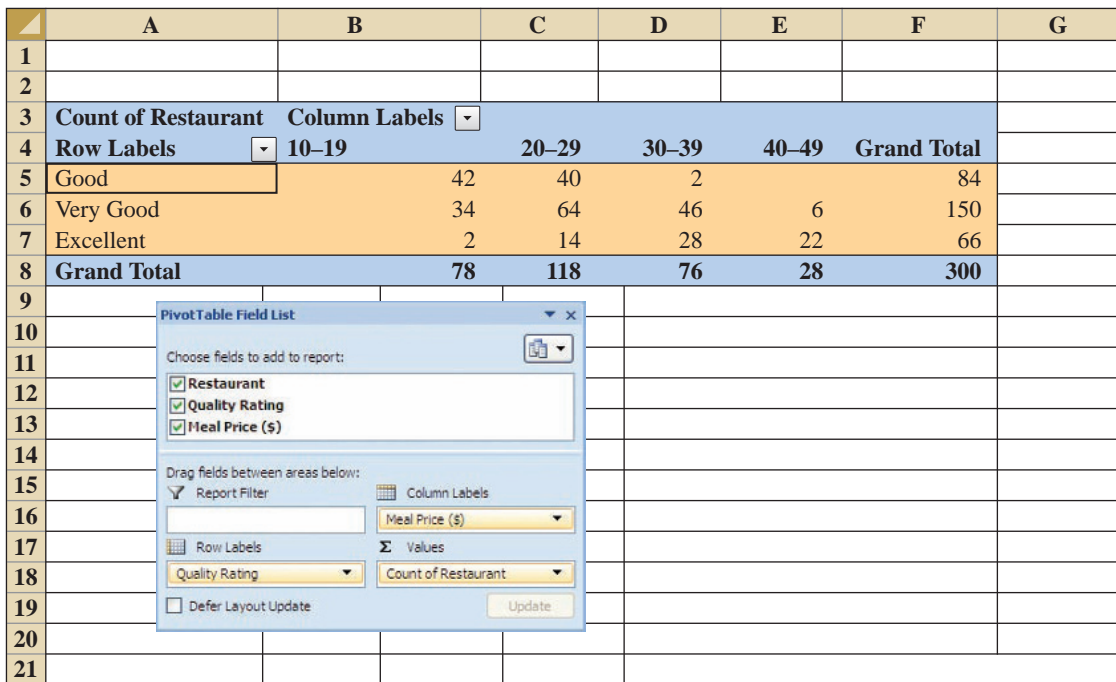 A B C D E F G
1
2
3 Count of Restaurant Column Labels
4 Row Labels 10–19 20–29 30–39 40–49 Grand Total
5 Good 42 40 2 84
6 Very Good 34 64 46 6 150
7 Excellent 2 14 28 22 66
8 Grand Total 78 118 76 28 300
9
PivotTable Field List
10
11
Choose fields to add to report:
12 Restaurant
Quality Rating
13 Meal Price ($)
14
15 Drag fields between areas below:
Report Filter Column Labels
16 Meal Price ($)
17 Row Labels Σ Values
18 Quality Rating Count of Restaurant
19 Defer Layout Update Update
20
21